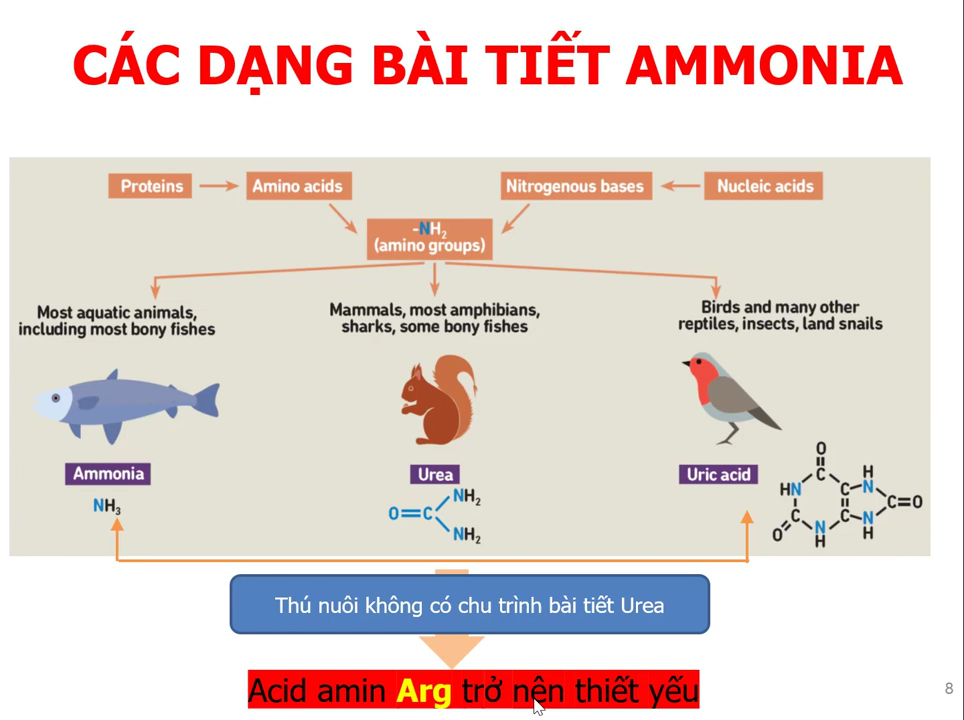 CÁC DẠNG BÀI TIẾT AMMONIA
Proteins
Amino acids
Nitrogenous bases
Nucleic acids
-NH₂
(amino groups)
Most aquatic animals,
including most bony fishes
Mammals, most amphibians,
sharks, some bony fishes
Birds and many other
reptiles, insects, land snails
Ammonia
Urea
Uric acid
NH₃
O=C
NH₂
NH₂
O
C
H
HN
C
N
C=O
C
C
N
O
N
H
H
Thú nuôi không có chu trình bài tiết Urea
Acid amin Arg trở nên thiết yếu
8